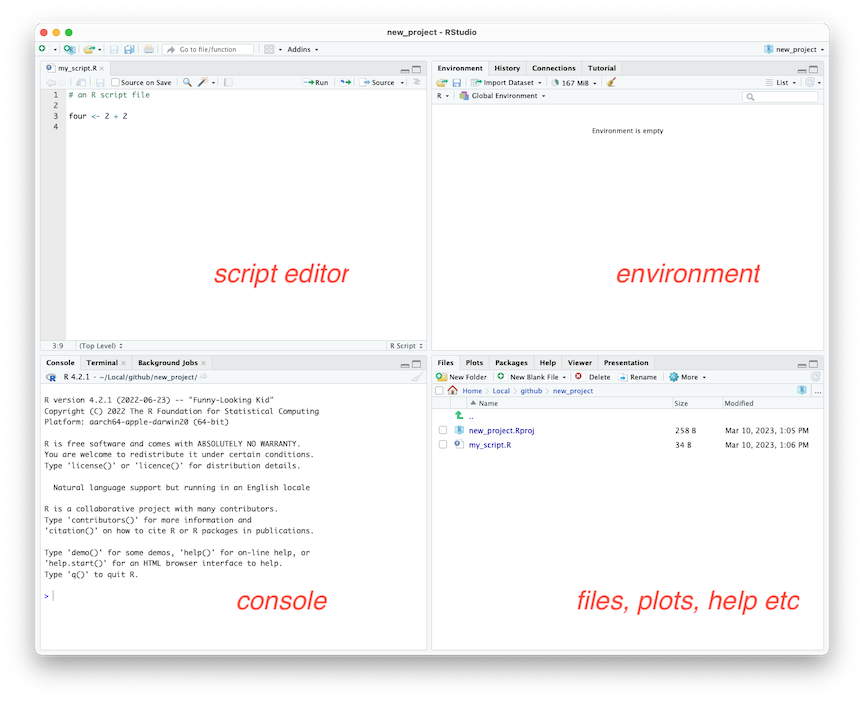 new_project - RStudio
Go to file/function
Addins
new_project
my_script.R
Source on Save
Run
Source
1 # an R script file
2
3 four <- 2 + 2
4
script editor
3:9 (Top Level) R Script
Environment History Connections Tutorial
Import Dataset 167 MiB List
R Global Environment
Environment is empty
environment
Console Terminal Background Jobs
R 4.2.1 · ~/Local/github/new_project/
R version 4.2.1 (2022-06-23) -- "Funny-Looking Kid"
Copyright (C) 2022 The R Foundation for Statistical Computing
Platform: aarch64-apple-darwin20 (64-bit)
R is free software and comes with ABSOLUTELY NO WARRANTY.
You are welcome to redistribute it under certain conditions.
Type 'license()' or 'licence()' for distribution details.
Natural language support but running in an English locale
R is a collaborative project with many contributors.
Type 'contributors()' for more information and
'citation()' on how to cite R or R packages in publications.
Type 'demo()' for some demos, 'help()' for on-line help, or
'help.start()' for an HTML browser interface to help.
Type 'q()' to quit R.
>
console
Files Plots Packages Help Viewer Presentation
New Folder New Blank File Delete Rename More
Home Local github new_project ...
Name Size Modified
..
new_project.Rproj 258 B Mar 10, 2023, 1:05 PM
my_script.R 34 B Mar 10, 2023, 1:06 PM
files, plots, help etc